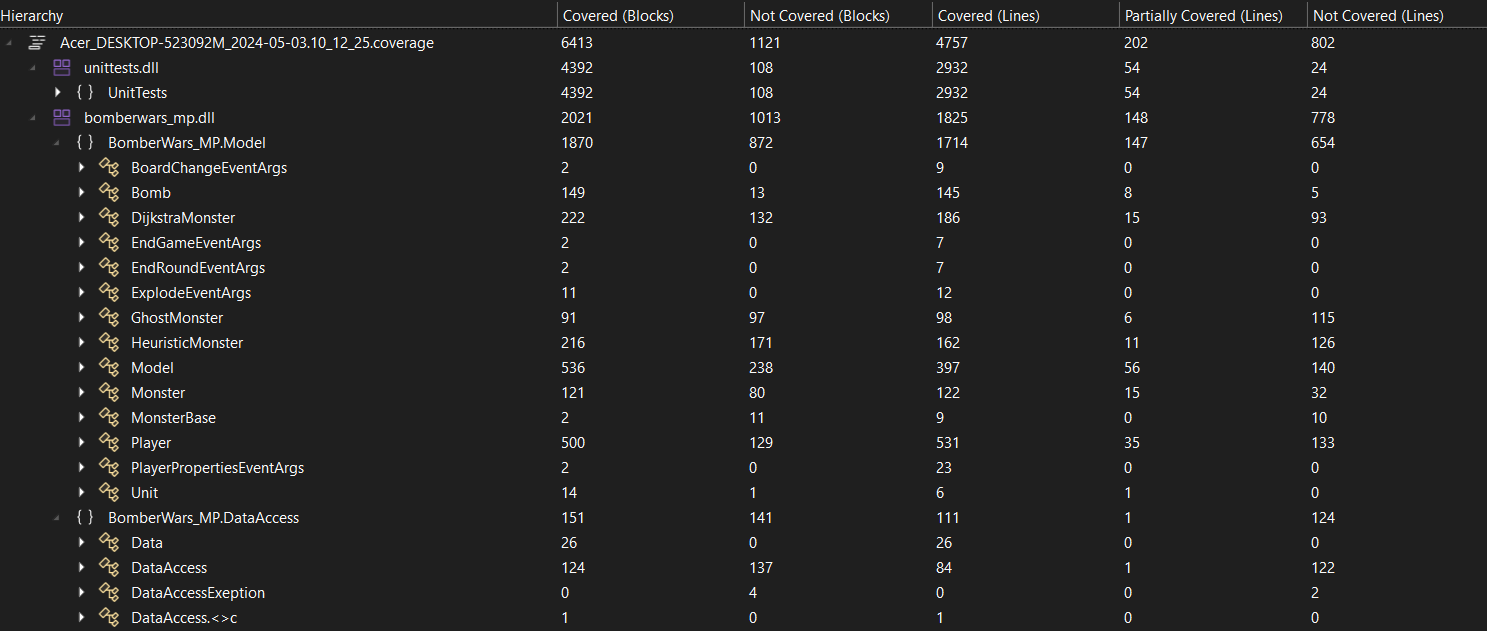 Hierarchy Covered (Blocks) Not Covered (Blocks) Covered (Lines) Partially Covered (Lines) Not Covered (Lines)
Acer_DESKTOP-523092M_2024-05-03.10_12_25.coverage 6413 1121 4757 202 802
unittests.dll 4392 108 2932 54 24
{ } UnitTests 4392 108 2932 54 24
bomberwars_mp.dll 2021 1013 1825 148 778
{ } BomberWars_MP.Model 1870 872 1714 147 654
BoardChangeEventArgs 2 0 9 0 0
Bomb 149 13 145 8 5
DijkstraMonster 222 132 186 15 93
EndGameEventArgs 2 0 7 0 0
EndRoundEventArgs 2 0 7 0 0
ExplodeEventArgs 11 0 12 0 0
GhostMonster 91 97 98 6 115
HeuristicMonster 216 171 162 11 126
Model 536 238 397 56 140
Monster 121 80 122 15 32
MonsterBase 2 11 9 0 10
Player 500 129 531 35 133
PlayerPropertiesEventArgs 2 0 23 0 0
Unit 14 1 6 1 0
{ } BomberWars_MP.DataAccess 151 141 111 1 124
Data 26 0 26 0 0
DataAccess 124 137 84 1 122
DataAccessExeption 0 4 0 0 2
DataAccess.<>c 1 0 1 0 0